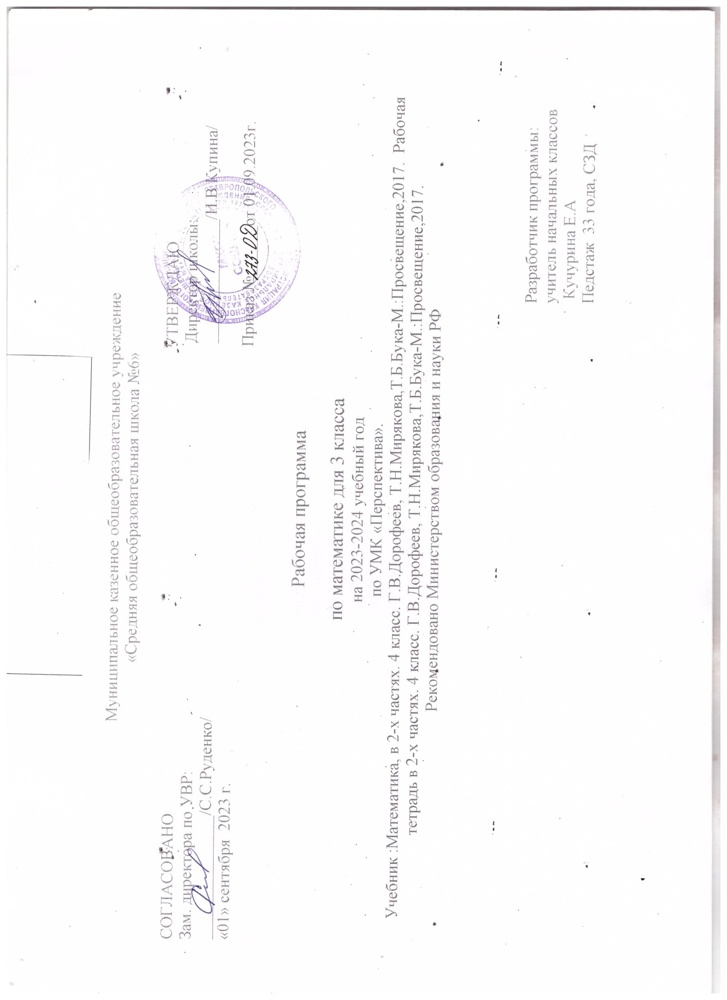 Муниципальное казенное общеобразовательное учреждение
«Средняя общеобразовательная школа №6»
СОГЛАСОВАНО
Зам. директора по УВР:
/С.С.Руденко/
«01» сентября 2023 г.
УТВЕРЖДАЮ
Директор школы:
/И.В.Купина/
Приказ № 273-ОД от 01.09.2023г.
СТАВРОПОЛЬСКОГО
Рабочая программа
по математике для 3 класса
на 2023-2024 учебный год
по УМК «Перспектива».
Учебник :Математика, в 2-х частях. 4 класс. Г.В.Дорофеев, Т.Н.Мирякова,Т.Б.Бука-М.:Просвещение,2017. Рабочая
тетрадь в 2-х частях. 4 класс. Г.В.Дорофеев, Т.Н.Мирякова,Т.Б.Бука-М.:Просвещение,2017.
Рекомендовано Министерством образования и науки РФ
Разработчик программы:
учитель начальных классов
Кучурина Е.А
Педстаж 33 года, СЗД